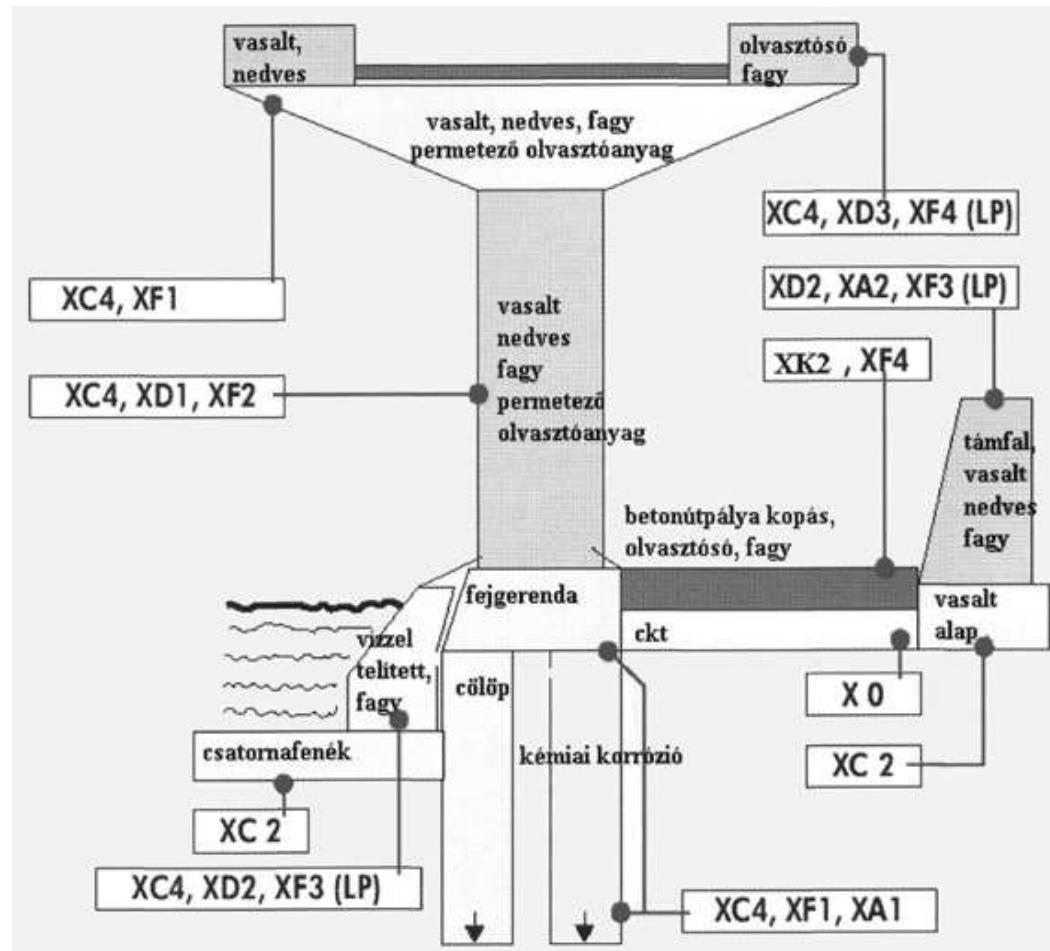 vasalt,
nedves
olvasztósó
fagy
vasalt, nedves, fagy
permetező olvasztóanyag
XC4, XD3, XF4 (LP)
XC4, XF1
XD2, XA2, XF3 (LP)
vasalt
nedves
fagy
permetező
olvasztóanyag
XK2 , XF4
XC4, XD1, XF2
támfal,
vasalt
nedves
fagy
betonútpálya kopás,
olvasztósó, fagy
fejgerenda
vasalt
alap
ckt
vízzel
telített,
fagy
cölöp
X 0
csatornafenék
kémiai korrózió
XC 2
XC 2
XC4, XD2, XF3 (LP)
XC4, XF1, XA1